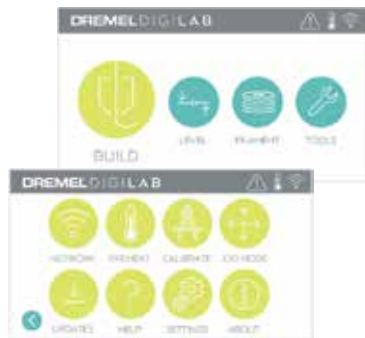 DREMEL DIGILAB
BUILD
LEVEL
FILAMENT
TOOLS
DREMEL DIGILAB
NETWORK
PREHEAT
CALIBRATE
JOG MODE
UPDATES
HELP
SETTINGS
ABOUT